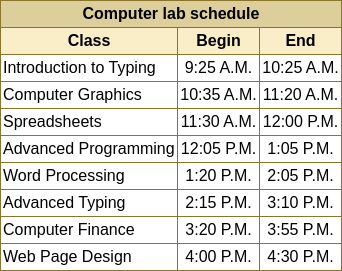 Computer lab schedule
Class Begin End
Introduction to Typing 9:25 A.M. 10:25 A.M.
Computer Graphics 10:35 A.M. 11:20 A.M.
Spreadsheets 11:30 A.M. 12:00 P.M.
Advanced Programming 12:05 P.M. 1:05 P.M.
Word Processing 1:20 P.M. 2:05 P.M.
Advanced Typing 2:15 P.M. 3:10 P.M.
Computer Finance 3:20 P.M. 3:55 P.M.
Web Page Design 4:00 P.M. 4:30 P.M.